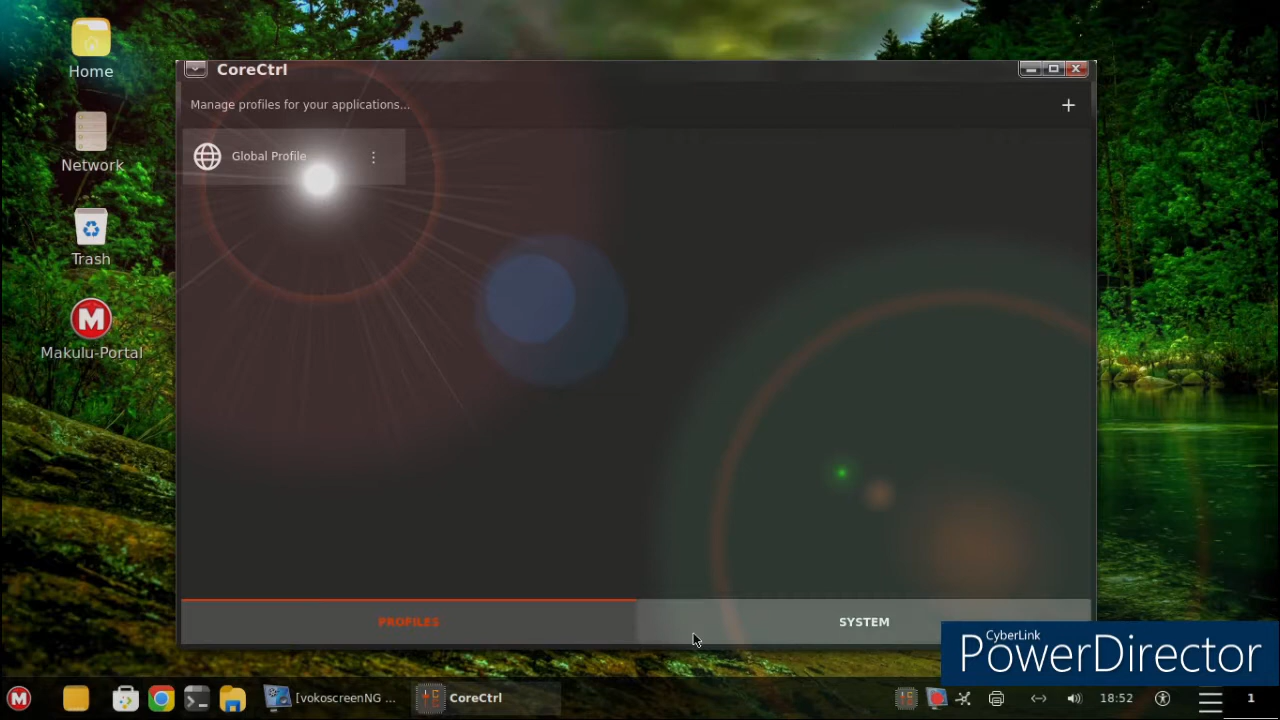 Home
Network
Trash
M
Makulu-Portal
CoreCtrl
Manage profiles for your applications...
Global Profile
PROFILES
SYSTEM
CyberLink
PowerDirector
M
[vokoscreenNG ...
CoreCtrl
18:52
1